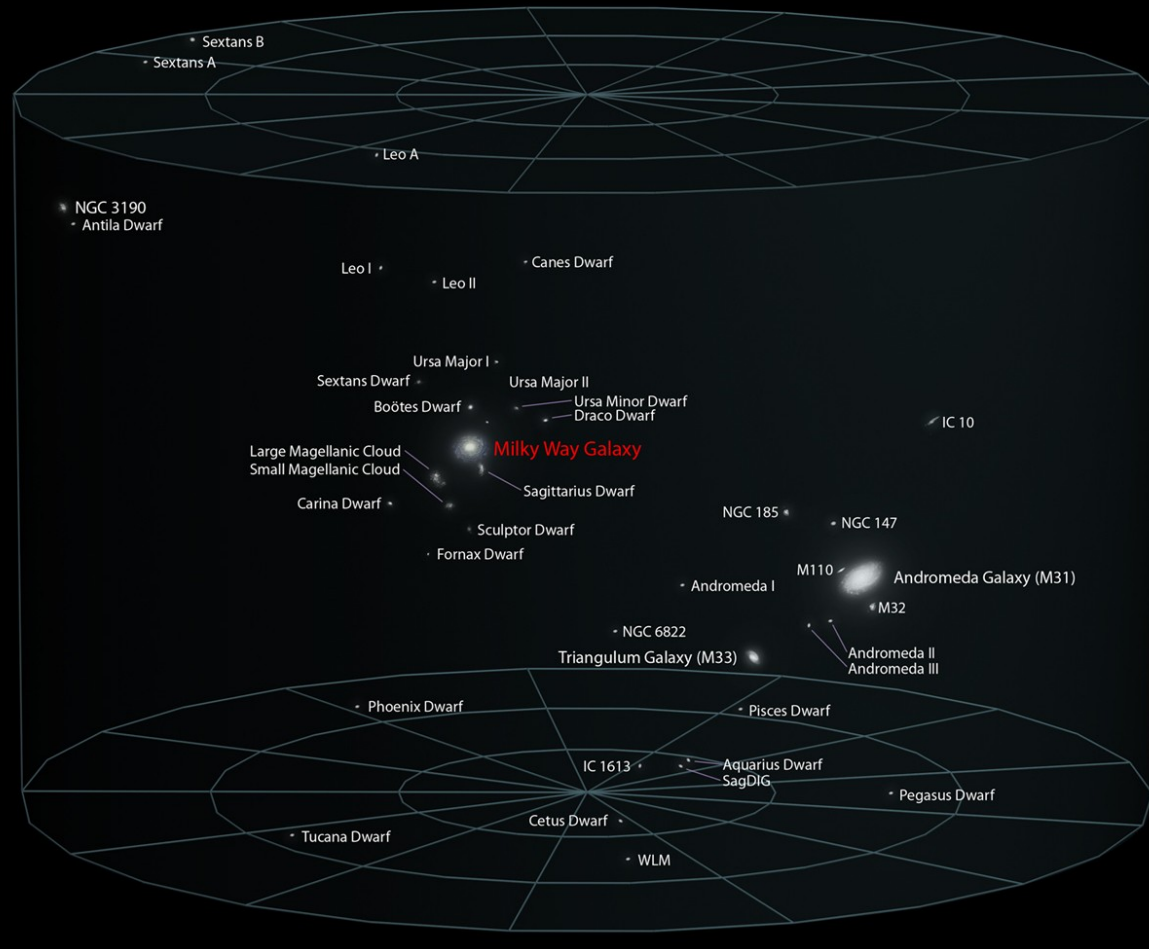 Sextans B
Sextans A
Leo A
NGC 3190
Antila Dwarf
Canes Dwarf
Leo I
Leo II
Ursa Major I
Sextans Dwarf
Ursa Major II
Ursa Minor Dwarf
Boötes Dwarf
Draco Dwarf
IC 10
Milky Way Galaxy
Large Magellanic Cloud
Small Magellanic Cloud
Sagittarius Dwarf
Carina Dwarf
NGC 185
NGC 147
Sculptor Dwarf
Fornax Dwarf
M110
Andromeda Galaxy (M31)
Andromeda I
M32
NGC 6822
Andromeda II
Triangulum Galaxy (M33)
Andromeda III
Phoenix Dwarf
Pisces Dwarf
IC 1613
Aquarius Dwarf
SagDIG
Pegasus Dwarf
Cetus Dwarf
Tucana Dwarf
WLM